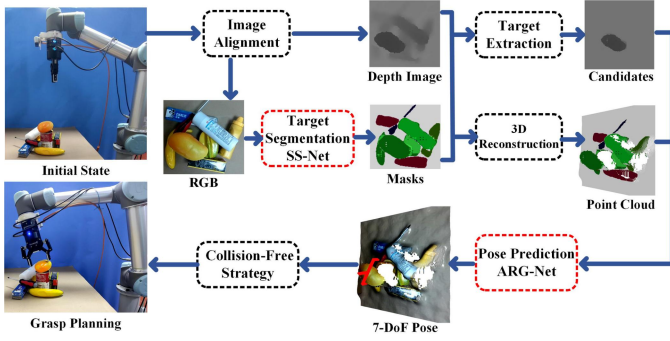 Image
Alignment
Target
Extraction
Depth Image
Candidates
Target
Segmentation
SS-Net
3D
Reconstruction
Initial State
RGB
Masks
Point Cloud
Collision-Free
Strategy
Pose Prediction
ARG-Net
Grasp Planning
7-DoF Pose